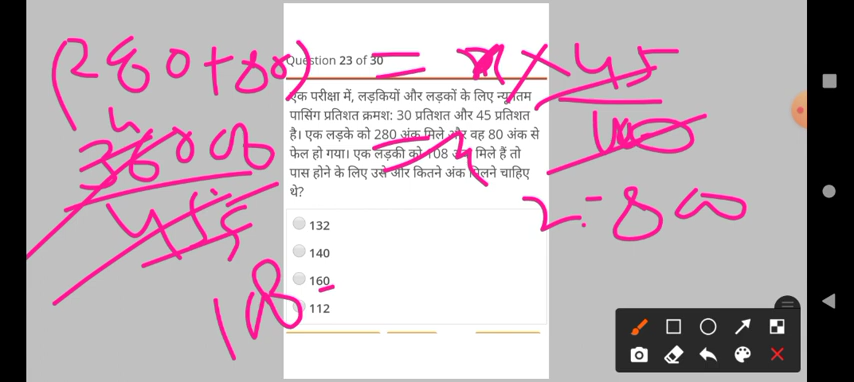 Question 23 of 30
(280+80) = x × 45
100
एक परीक्षा में, लड़कियों और लड़कों के लिए न्यूनतम
पासिंग प्रतिशत क्रमश: 30 प्रतिशत और 45 प्रतिशत
है। एक लड़के को 280 अंक मिले और वह 80 अंक से
फेल हो गया। एक लड़की को 108 अंक मिले हैं तो
पास होने के लिए उसे और कितने अंक मिलने चाहिए
थे?
45
x = 800
108
132
140
160
112